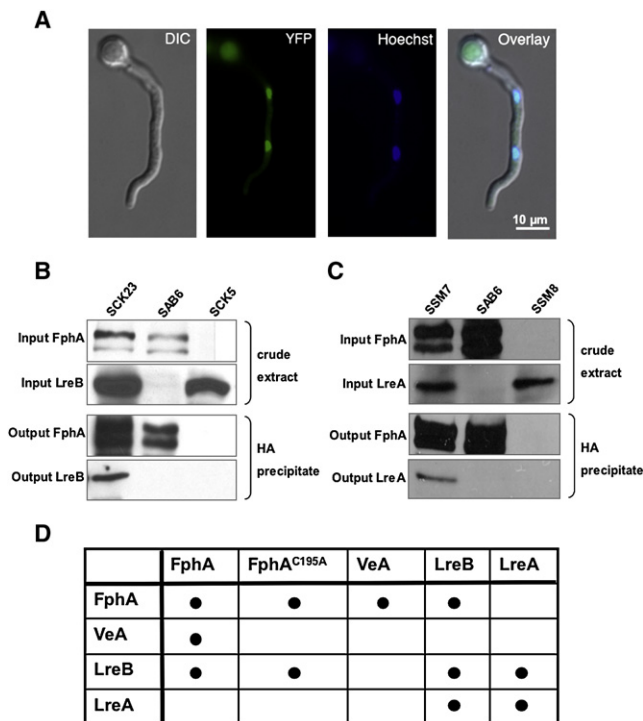 A
DIC YFP Hoechst Overlay
10 µm
B
SCK23 SAB6 SCK5
Input FphA
Input LreB
crude
extract
Output FphA
Output LreB
HA
precipitate
C
SSM7 SAB6 SSM8
Input FphA
Input LreA
crude
extract
Output FphA
Output LreA
HA
precipitate
D
FphA FphA^C195A VeA LreB LreA
FphA ● ● ● ●
VeA ●
LreB ● ● ● ●
LreA ● ●